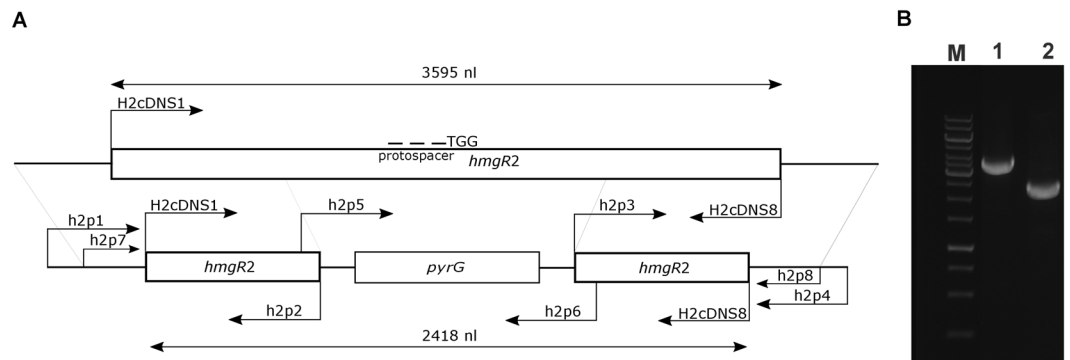 A
3595 nl
H2cDNS1
TGG
protospacer
hmgR2
h2p1
h2p7
H2cDNS1
h2p5
h2p3
H2cDNS8
hmgR2
pyrG
hmgR2
h2p8
h2p4
h2p2
h2p6
H2cDNS8
2418 nl
B
M 1 2